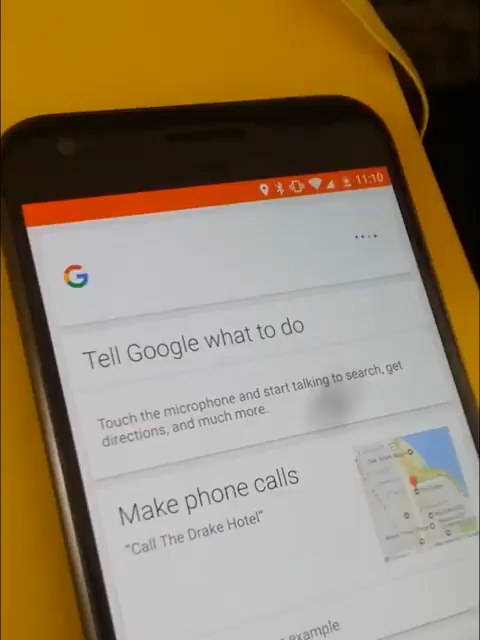 11:10
G
Tell Google what to do
Touch the microphone and start talking to search, get
directions, and much more.
Make phone calls
"Call The Drake Hotel"
example